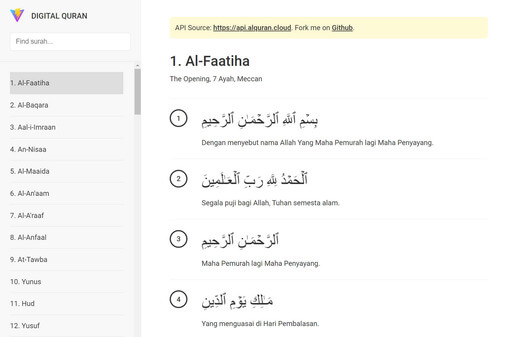 DIGITAL QURAN
Find surah...
1. Al-Faatiha
2. Al-Baqara
3. Aal-i-Imraan
4. An-Nisaa
5. Al-Maaida
6. Al-An'aam
7. Al-A'raaf
8. Al-Anfaal
9. At-Tawba
10. Yunus
11. Hud
12. Yusuf
API Source: https://api.alquran.cloud. Fork me on Github.
1. Al-Faatiha
The Opening, 7 Ayah, Meccan
1
بِسْمِ ٱللَّهِ ٱلرَّحْمَـٰنِ ٱلرَّحِيمِ
Dengan menyebut nama Allah Yang Maha Pemurah lagi Maha Penyayang.
2
ٱلْحَمْدُ لِلَّهِ رَبِّ ٱلْعَـٰلَمِينَ
Segala puji bagi Allah, Tuhan semesta alam.
3
ٱلرَّحْمَـٰنِ ٱلرَّحِيمِ
Maha Pemurah lagi Maha Penyayang.
4
مَـٰلِكِ يَوْمِ ٱلدِّينِ
Yang menguasai di Hari Pembalasan.